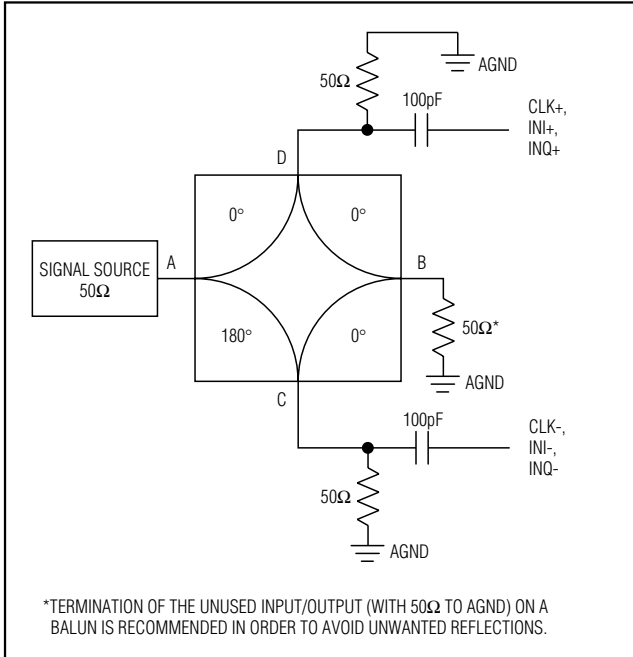 50Ω
AGND
100pF
CLK+,
INI+,
INQ+
D
0°
0°
SIGNAL SOURCE
50Ω
A
B
180°
0°
50Ω*
AGND
C
100pF
CLK-,
INI-,
INQ-
50Ω
AGND
*TERMINATION OF THE UNUSED INPUT/OUTPUT (WITH 50Ω TO AGND) ON A
BALUN IS RECOMMENDED IN ORDER TO AVOID UNWANTED REFLECTIONS.